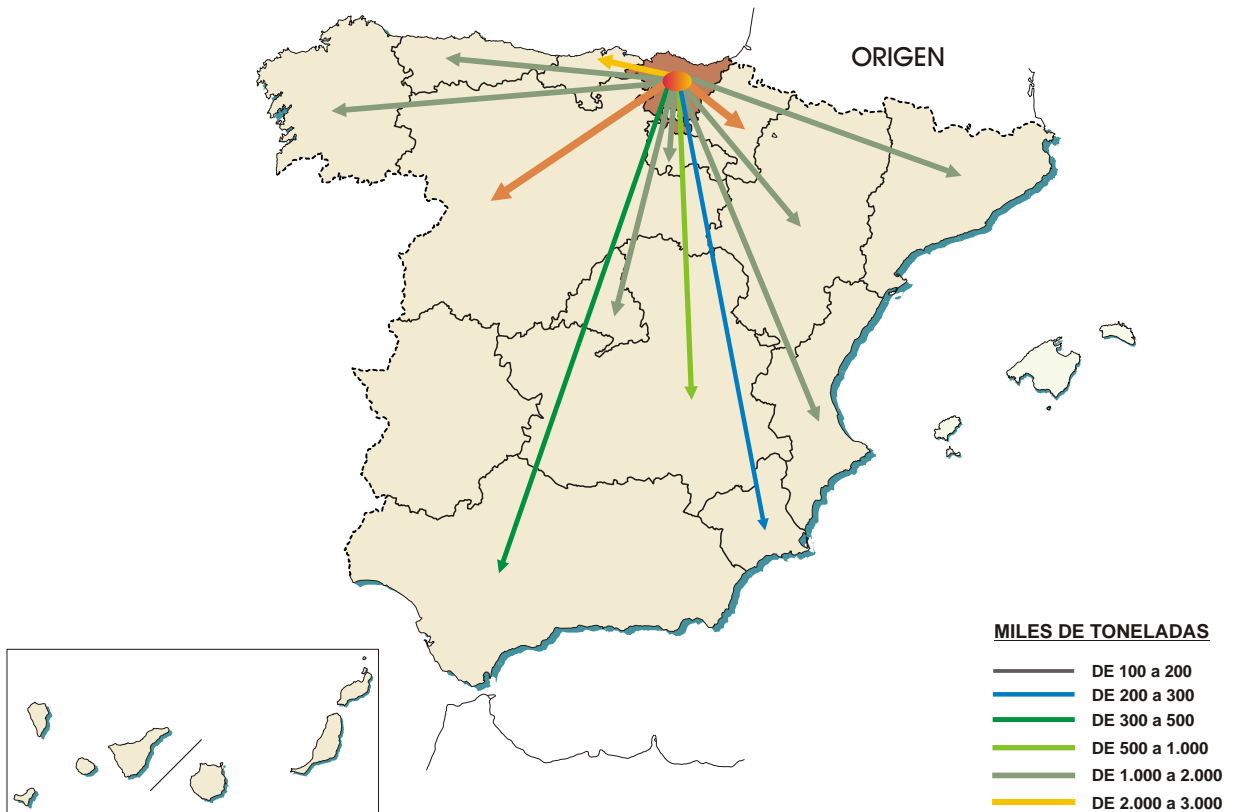 ORIGEN
MILES DE TONELADAS
DE 100 a 200
DE 200 a 300
DE 300 a 500
DE 500 a 1.000
DE 1.000 a 2.000
DE 2.000 a 3.000